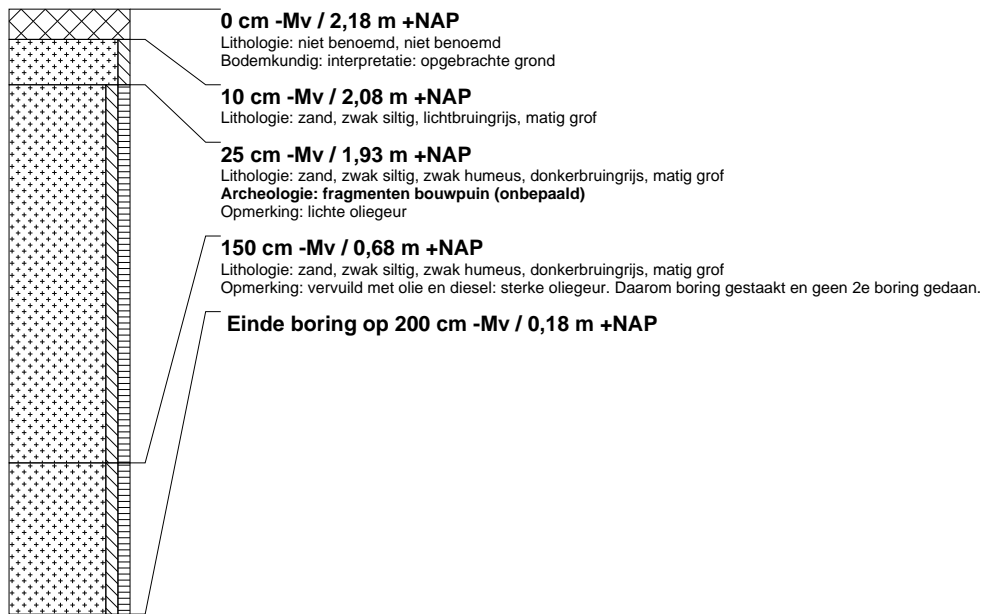 0 cm -Mv / 2,18 m +NAP
Lithologie: niet benoemd, niet benoemd
Bodemkundig: interpretatie: opgebrachte grond
10 cm -Mv / 2,08 m +NAP
Lithologie: zand, zwak siltig, lichtbruingrijs, matig grof
25 cm -Mv / 1,93 m +NAP
Lithologie: zand, zwak siltig, zwak humeus, donkerbruingrijs, matig grof
Archeologie: fragmenten bouwpuin (onbepaald)
Opmerking: lichte oliegeur
150 cm -Mv / 0,68 m +NAP
Lithologie: zand, zwak siltig, zwak humeus, donkerbruingrijs, matig grof
Opmerking: vervuild met olie en diesel: sterke oliegeur. Daarom boring gestaakt en geen 2e boring gedaan.
Einde boring op 200 cm -Mv / 0,18 m +NAP